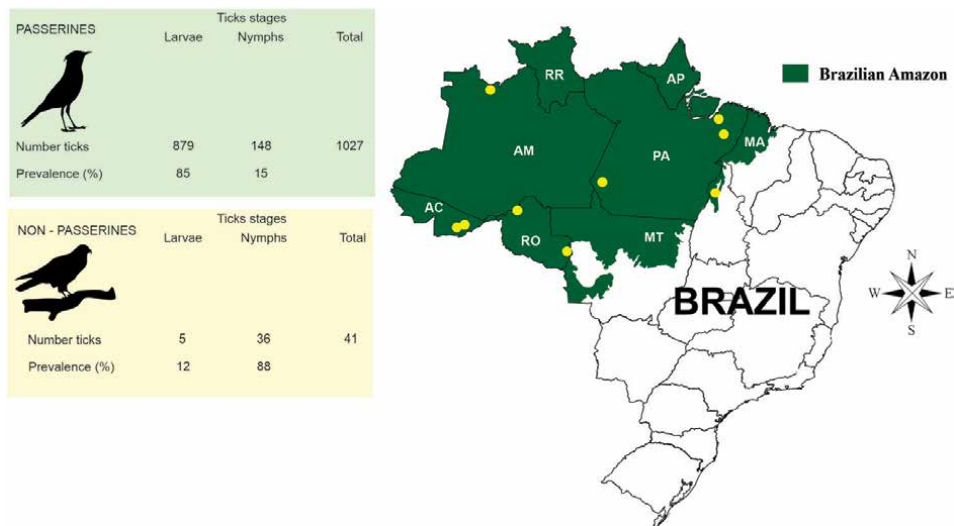 PASSERINES
Ticks stages
Larvae Nymphs Total
Number ticks 879 148 1027
Prevalence (%) 85 15
NON - PASSERINES
Ticks stages
Larvae Nymphs Total
Number ticks 5 36 41
Prevalence (%) 12 88
RR
AP
Brazilian Amazon
AM
PA
MA
AC
RO
MT
BRAZIL
N
W E
S